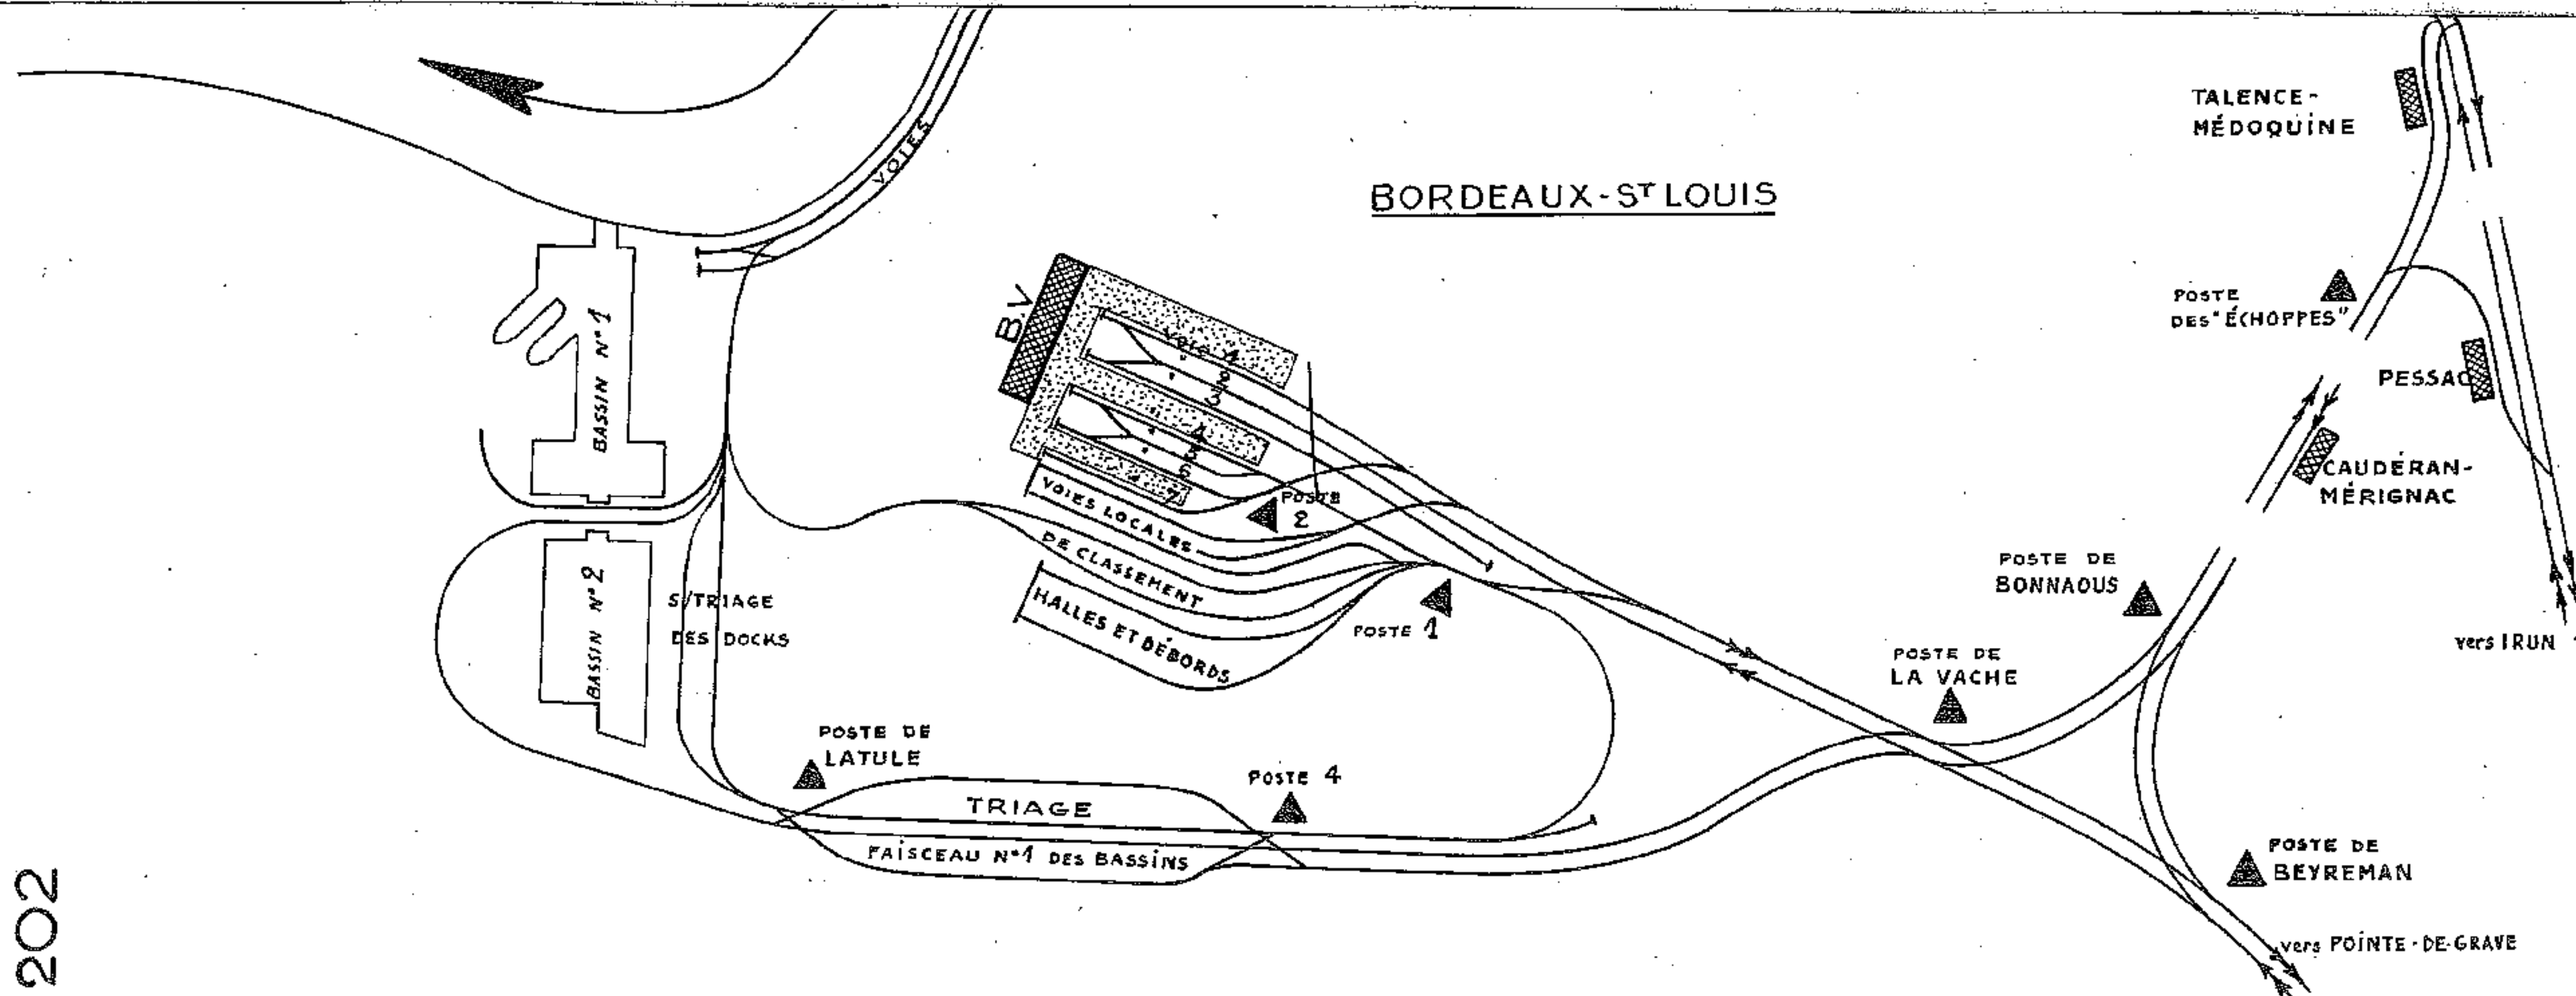 BORDEAUX-ST LOUIS
VOIES
TALENCE-
MÉDOQUINE
POSTE
DES "ÉCHOPPES"
PESSAC
CAUDÉRAN-
MÉRIGNAC
POSTE DE
BONNAOUS
vers IRUN
POSTE DE
LA VACHE
POSTE DE
BEYREMAN
vers POINTE-DE-GRAVE
B.V
Voie 1
2
3
4
5
6
7
VOIES LOCALES
DE CLASSEMENT
HALLES ET DÉBORDS
POSTE
2
POSTE 1
BASSIN N°1
BASSIN N°2
S/TRIAGE
DES DOCKS
POSTE DE
LATULE
POSTE 4
TRIAGE
FAISCEAU N°1 DES BASSINS
202